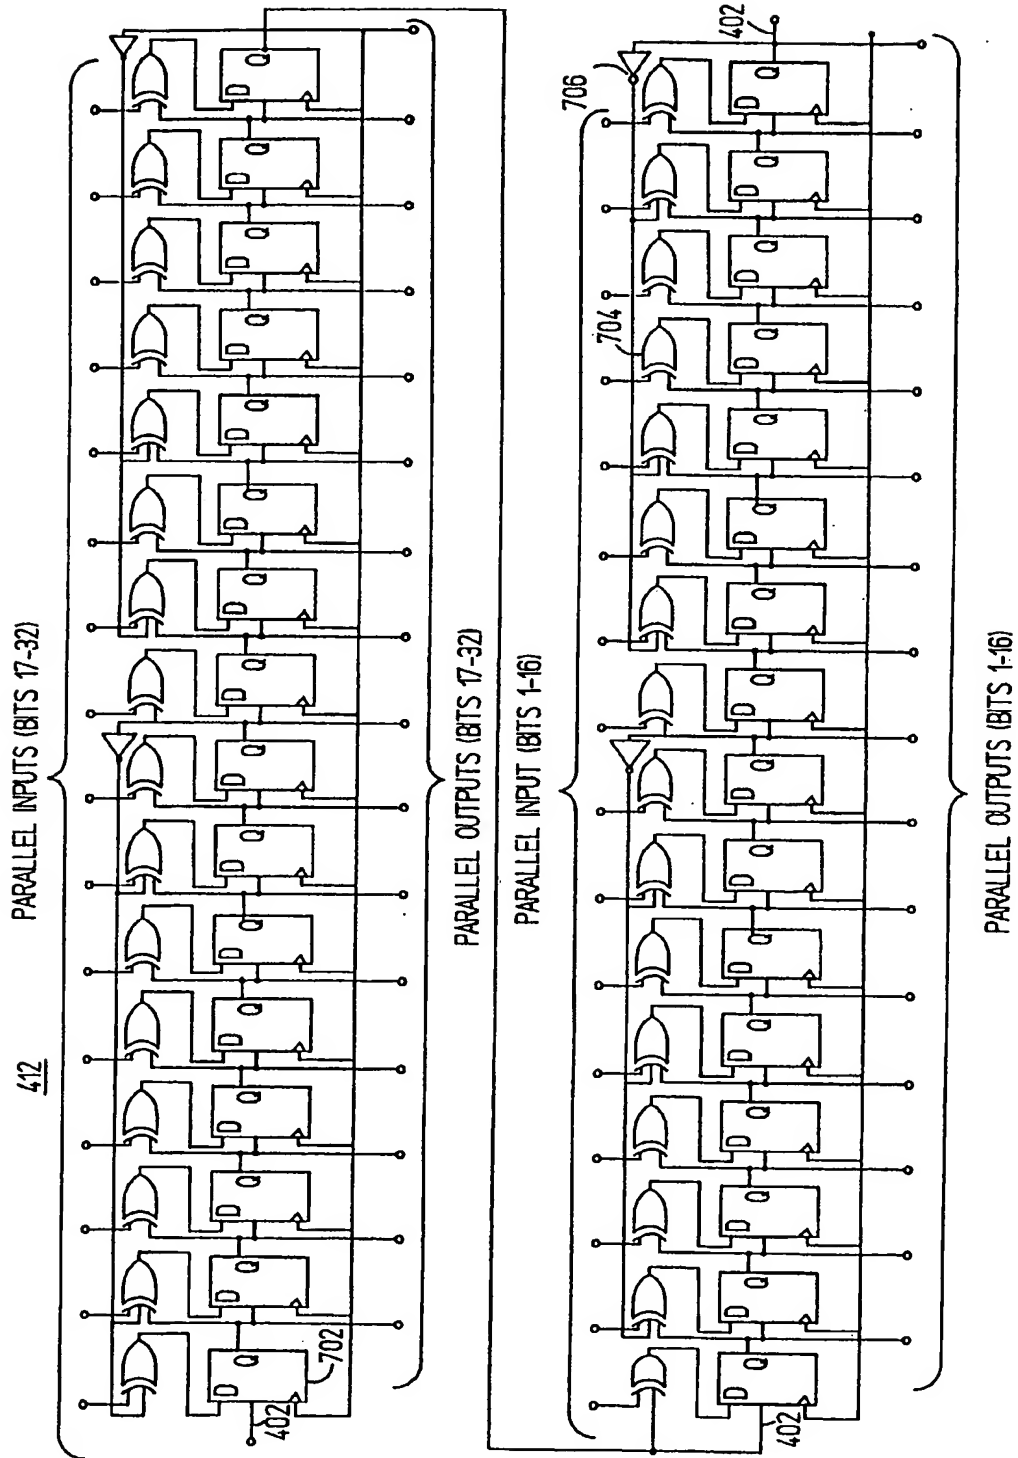 412
PARALLEL INPUTS (BITS 17-32)
D Q D Q D Q D Q D Q D Q D Q D Q D Q D Q D Q D Q D Q D Q D Q D Q
402
702
PARALLEL OUTPUTS (BITS 17-32)
PARALLEL INPUT (BITS 1-16)
704
706
402
D Q D Q D Q D Q D Q D Q D Q D Q D Q D Q D Q D Q D Q D Q D Q D Q
402
PARALLEL OUTPUTS (BITS 1-16)